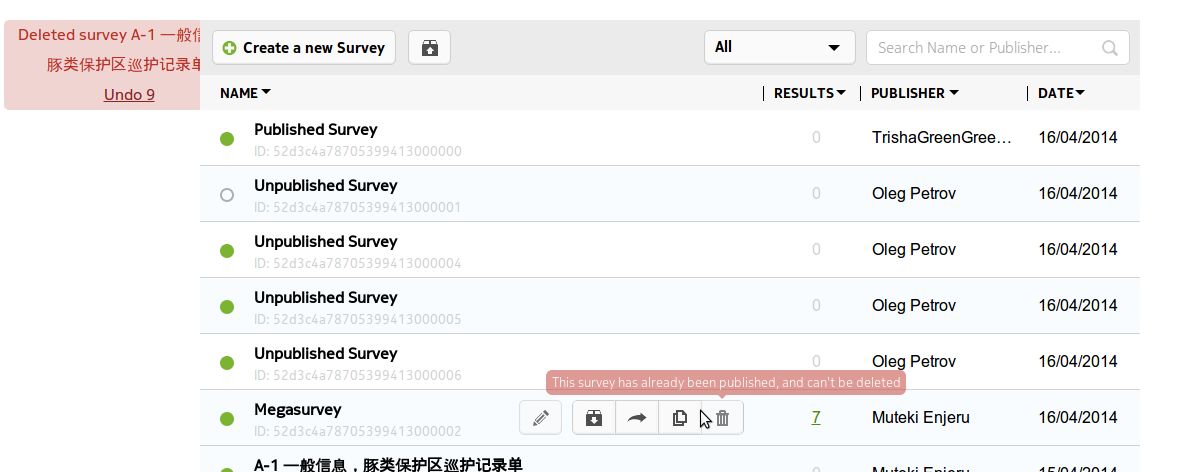 Deleted survey A-1 一般信
豚类保护区巡护记录单
Undo 9
Create a new Survey
All
Search Name or Publisher...
NAME
RESULTS
PUBLISHER
DATE
Published Survey
ID: 52d3c4a78705399413000000
0
TrishaGreenGree…
16/04/2014
Unpublished Survey
ID: 52d3c4a78705399413000001
0
Oleg Petrov
16/04/2014
Unpublished Survey
ID: 52d3c4a78705399413000004
0
Oleg Petrov
16/04/2014
Unpublished Survey
ID: 52d3c4a78705399413000005
0
Oleg Petrov
16/04/2014
Unpublished Survey
ID: 52d3c4a78705399413000006
0
Oleg Petrov
16/04/2014
This survey has already been published, and can't be deleted
Megasurvey
ID: 52d3c4a78705399413000002
7
Muteki Enjeru
16/04/2014
A-1 一般信息，豚类保护区巡护记录单
0
Muteki Enjeru
15/04/2014